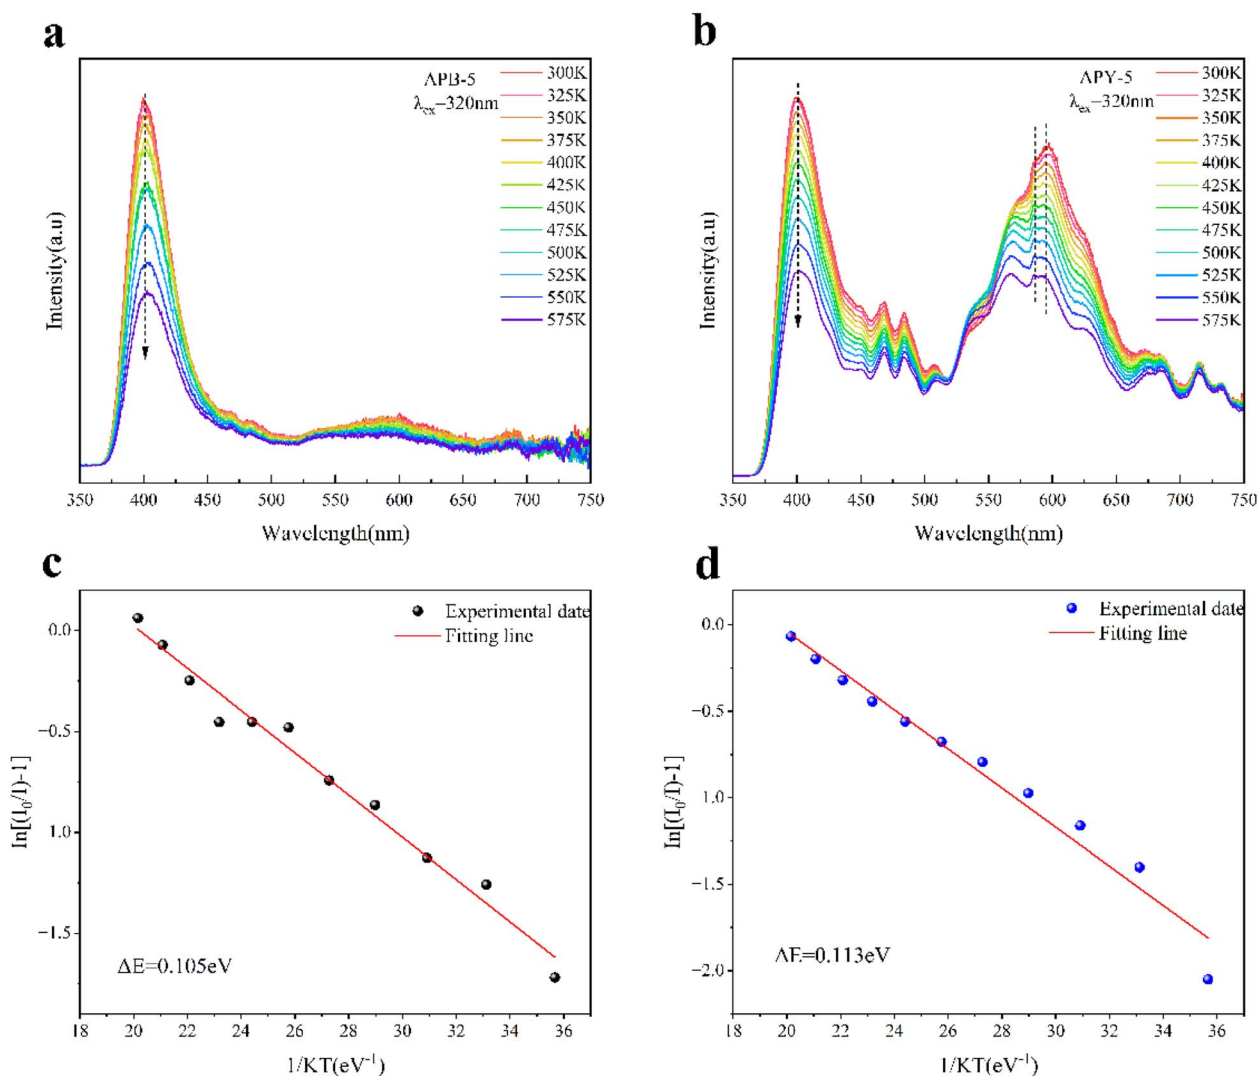 a
APB-5
λex=320nm
300K
325K
350K
375K
400K
425K
450K
475K
500K
525K
550K
575K
Intensity(a.u)
350 400 450 500 550 600 650 700 750
Wavelength(nm)
b
APY-5
λex=320nm
300K
325K
350K
375K
400K
425K
450K
475K
500K
525K
550K
575K
Intensity(a.u)
350 400 450 500 550 600 650 700 750
Wavelength(nm)
c
Experimental date
Fitting line
0.0
−0.5
1.0
−1.5
ln[(I0/I)-1]
ΔE=0.105eV
18 20 22 24 26 28 30 32 34 36
1/KT(eV-1)
d
Experimental date
Fitting line
0.0
−0.5
−1.0
−1.5
−2.0
ln[(I0/I)-1]
ΔE=0.113eV
18 20 22 24 26 28 30 32 34 36
1/KT(eV-1)